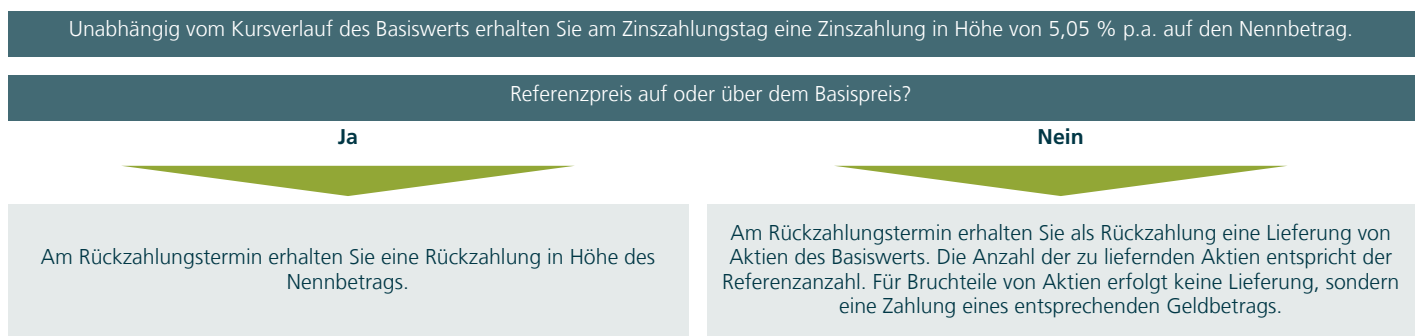 Unabhängig vom Kursverlauf des Basiswerts erhalten Sie am Zinszahlungstag eine Zinszahlung in Höhe von 5,05 % p.a. auf den Nennbetrag.
Referenzpreis auf oder über dem Basispreis?
Ja
Nein
Am Rückzahlungstermin erhalten Sie eine Rückzahlung in Höhe des
Nennbetrags.
Am Rückzahlungstermin erhalten Sie als Rückzahlung eine Lieferung von
Aktien des Basiswerts. Die Anzahl der zu liefernden Aktien entspricht der
Referenzanzahl. Für Bruchteile von Aktien erfolgt keine Lieferung, sondern
eine Zahlung eines entsprechenden Geldbetrags.